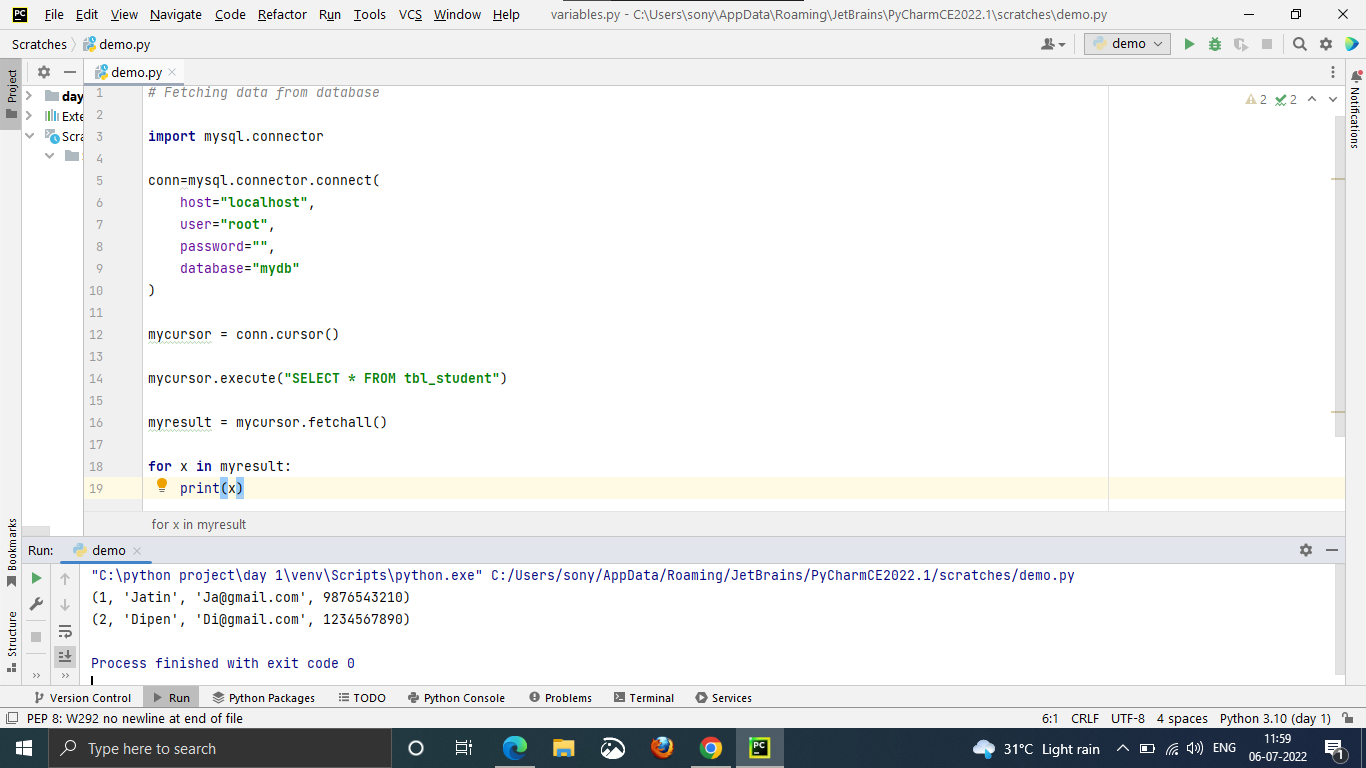 PC File Edit View Navigate Code Refactor Run Tools VCS Window Help variables.py - C:\Users\sony\AppData\Roaming\JetBrains\PyCharmCE2022.1\scratches\demo.py
Scratches demo.py demo
demo.py
Project
day
Exte
Scra
Notifications
2 2
1 # Fetching data from database
2
3 import mysql.connector
4
5 conn=mysql.connector.connect(
6 host="localhost",
7 user="root",
8 password="",
9 database="mydb"
10 )
11
12 mycursor = conn.cursor()
13
14 mycursor.execute("SELECT * FROM tbl_student")
15
16 myresult = mycursor.fetchall()
17
18 for x in myresult:
19 print(x)
for x in myresult
Bookmarks
Structure
Run: demo
"C:\python project\day 1\venv\Scripts\python.exe" C:/Users/sony/AppData/Roaming/JetBrains/PyCharmCE2022.1/scratches/demo.py
(1, 'Jatin', 'Ja@gmail.com', 9876543210)
(2, 'Dipen', 'Di@gmail.com', 1234567890)
Process finished with exit code 0
Version Control Run Python Packages TODO Python Console Problems Terminal Services
PEP 8: W292 no newline at end of file 6:1 CRLF UTF-8 4 spaces Python 3.10 (day 1)
Type here to search PC 31°C Light rain ENG 11:59
06-07-2022 1